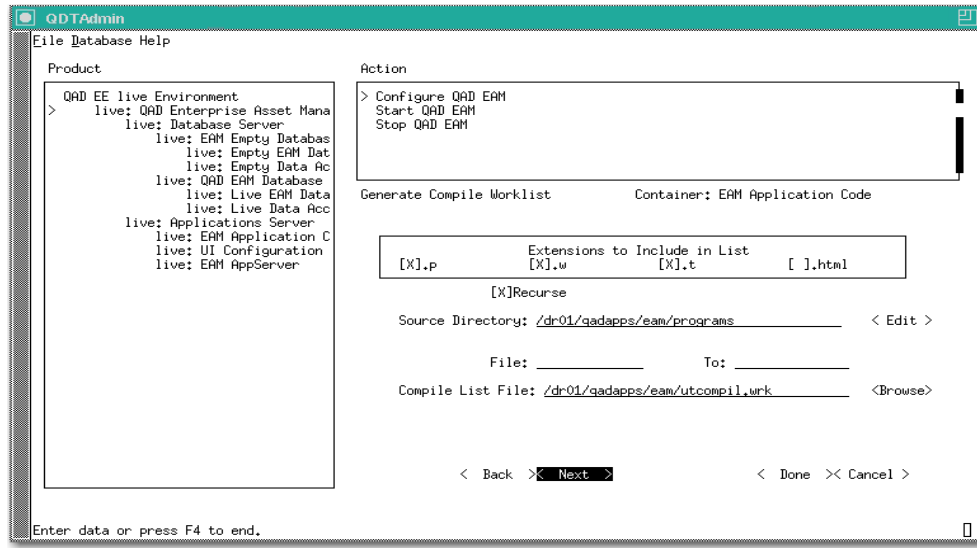 QDTAdmin
File Database Help
Product
QAD EE live Environment
> live: QAD Enterprise Asset Mana
live: Database Server
live: EAM Empty Databas
live: Empty EAM Dat
live: Empty Data Ac
live: QAD EAM Database
live: Live EAM Data
live: Live Data Acc
live: Applications Server
live: EAM Application C
live: UI Configuration
live: EAM AppServer
Action
> Configure QAD EAM
Start QAD EAM
Stop QAD EAM
Generate Compile Worklist Container: EAM Application Code
Extensions to Include in List
[X].p [X].w [X].t [ ].html
[X]Recurse
Source Directory: /dr01/qadapps/eam/programs < Edit >
File: To:
Compile List File: /dr01/qadapps/eam/utcompil.wrk <Browse>
< Back >< Next > < Done >< Cancel >
Enter data or press F4 to end.